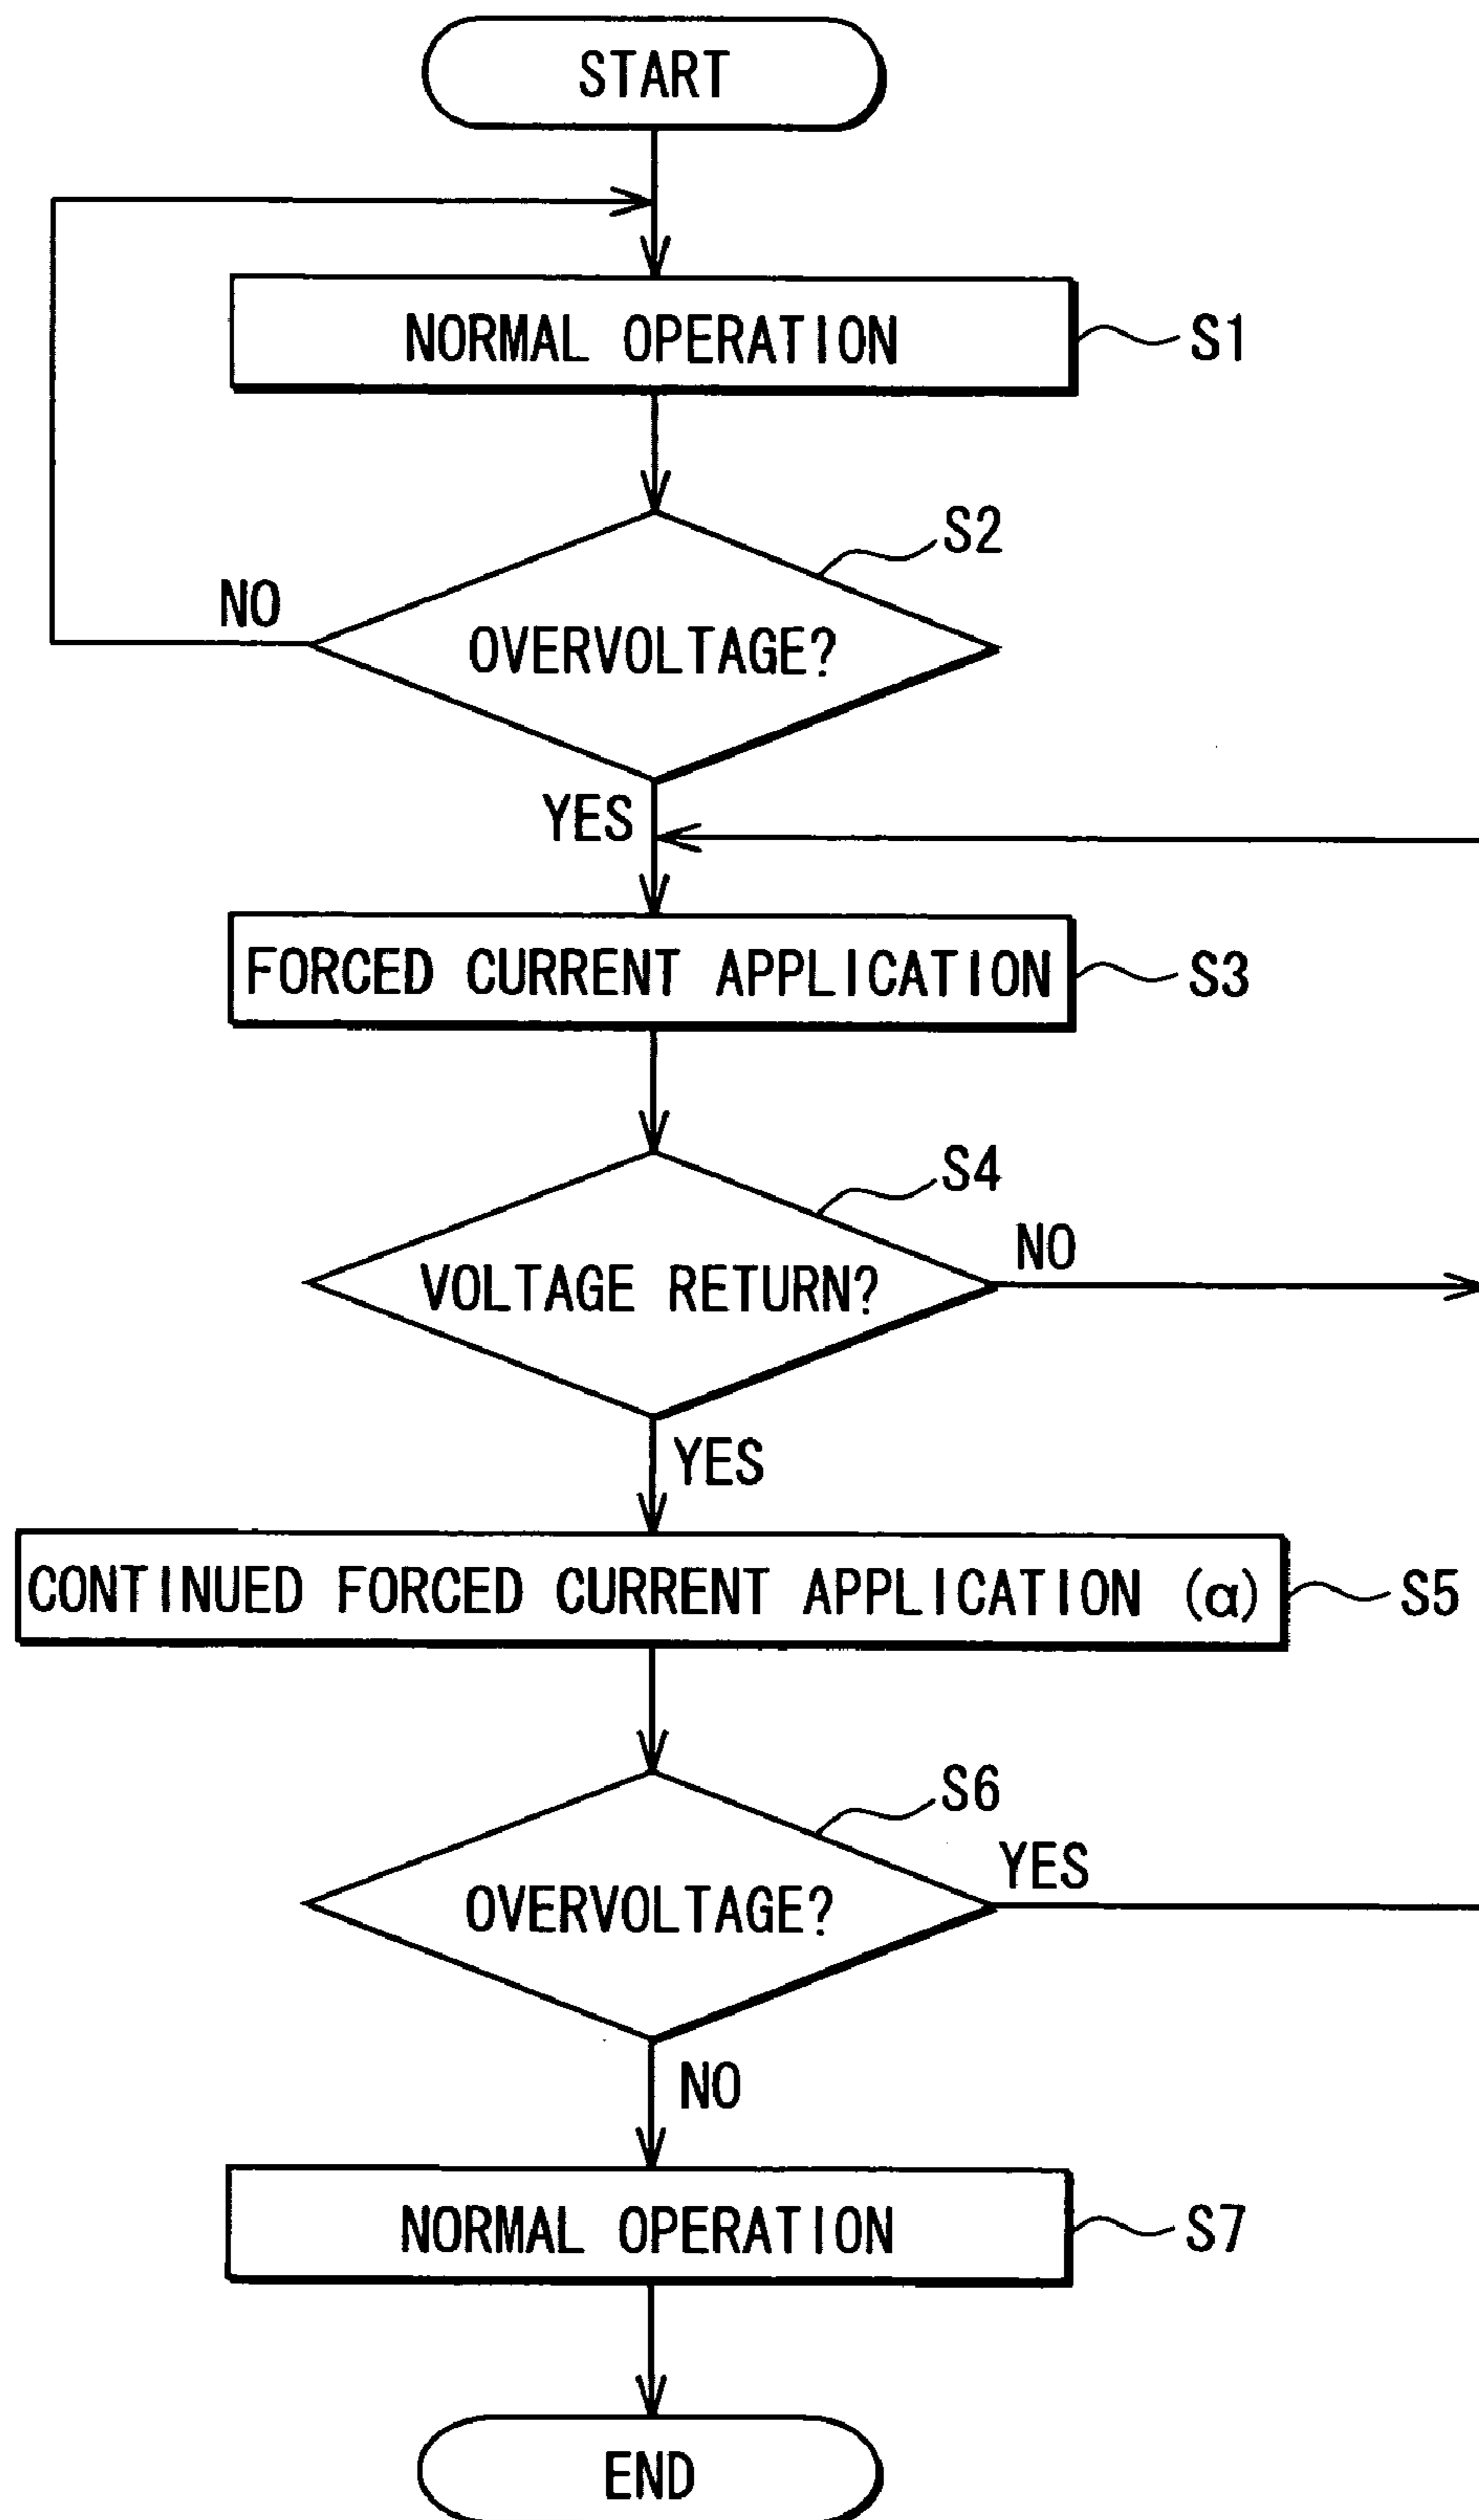 START
NORMAL OPERATION
S1
S2
NO
OVERVOLTAGE?
YES
FORCED CURRENT APPLICATION
S3
S4
NO
VOLTAGE RETURN?
YES
CONTINUED FORCED CURRENT APPLICATION (α)
S5
S6
YES
OVERVOLTAGE?
NO
NORMAL OPERATION
S7
END